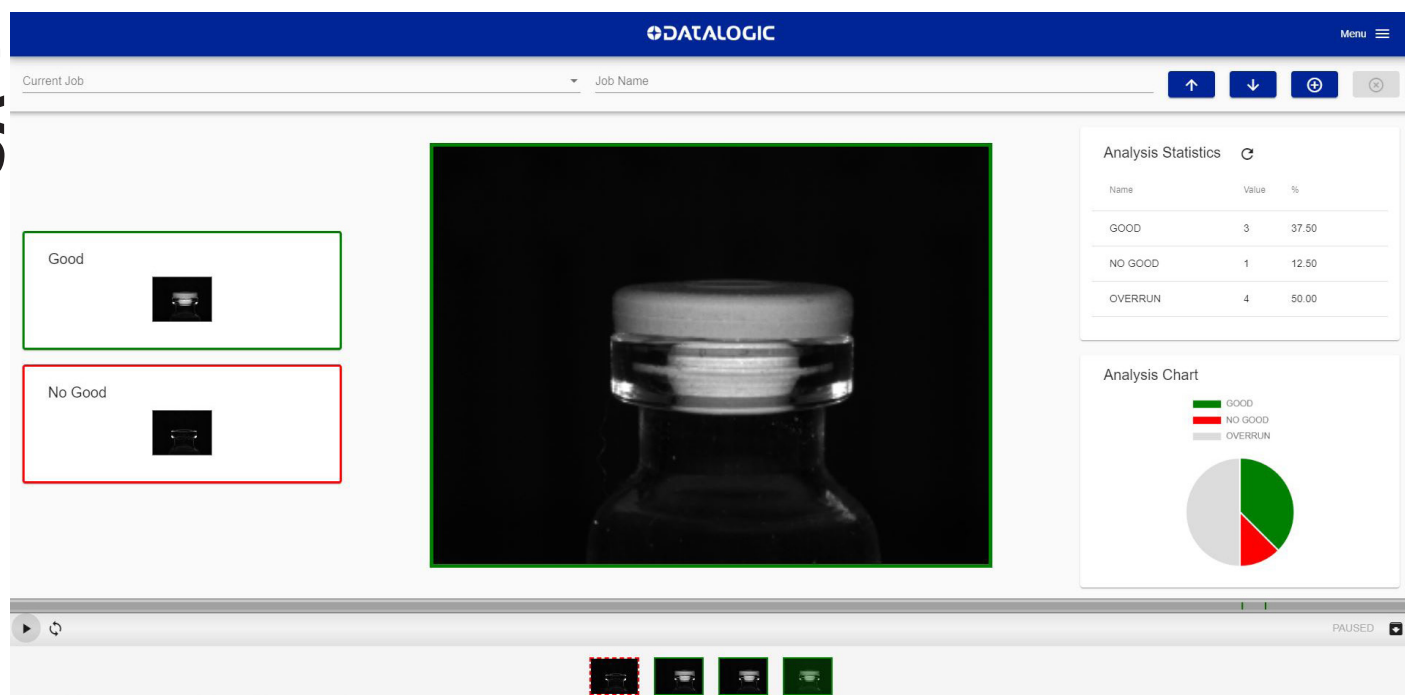 DATALOGIC
Menu
Current Job
Job Name
Good
No Good
Analysis Statistics
Name Value %
GOOD 3 37.50
NO GOOD 1 12.50
OVERRUN 4 50.00
Analysis Chart
GOOD
NO GOOD
OVERRUN
PAUSED